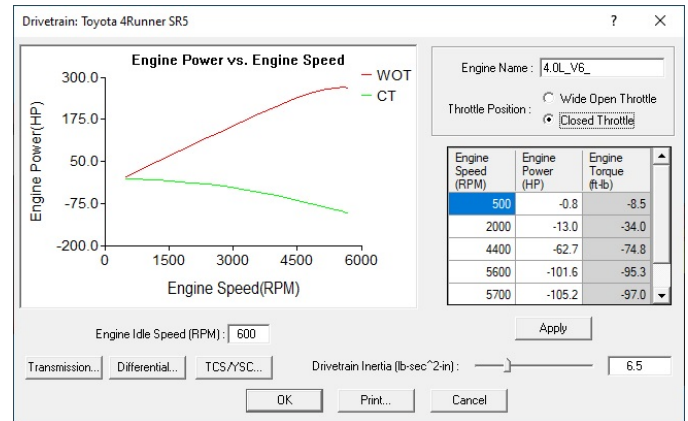 Drivetrain: Toyota 4Runner SR5
? ×
Engine Power vs. Engine Speed
WOT
CT
Engine Power(HP)
300.0
175.0
50.0
-75.0
-200.0
0 1500 3000 4500 6000
Engine Speed(RPM)
Engine Name : 4.0L_V6_
Throttle Position :
Wide Open Throttle
Closed Throttle
Engine Speed (RPM) Engine Power (HP) Engine Torque (ft-lb)
500 -0.8 -8.5
2000 -13.0 -34.0
4400 -62.7 -74.8
5600 -101.6 -95.3
5700 -105.2 -97.0
Apply
Engine Idle Speed (RPM) : 600
Transmission... Differential... TCS/YSC...
Drivetrain Inertia (lb-sec^2-in) : 6.5
OK Print... Cancel